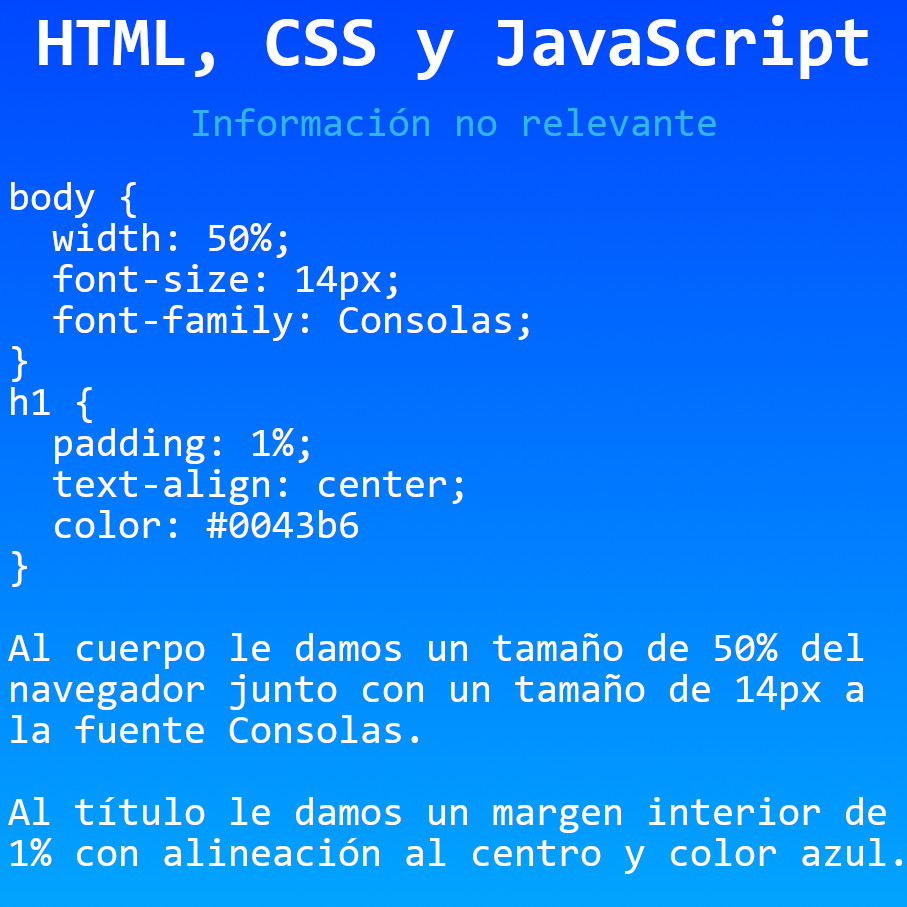 HTML, CSS y JavaScript
Información no relevante
body {
  width: 50%;
  font-size: 14px;
  font-family: Consolas;
}
h1 {
  padding: 1%;
  text-align: center;
  color: #0043b6
}
Al cuerpo le damos un tamaño de 50% del
navegador junto con un tamaño de 14px a
la fuente Consolas.
Al título le damos un margen interior de
1% con alineación al centro y color azul.